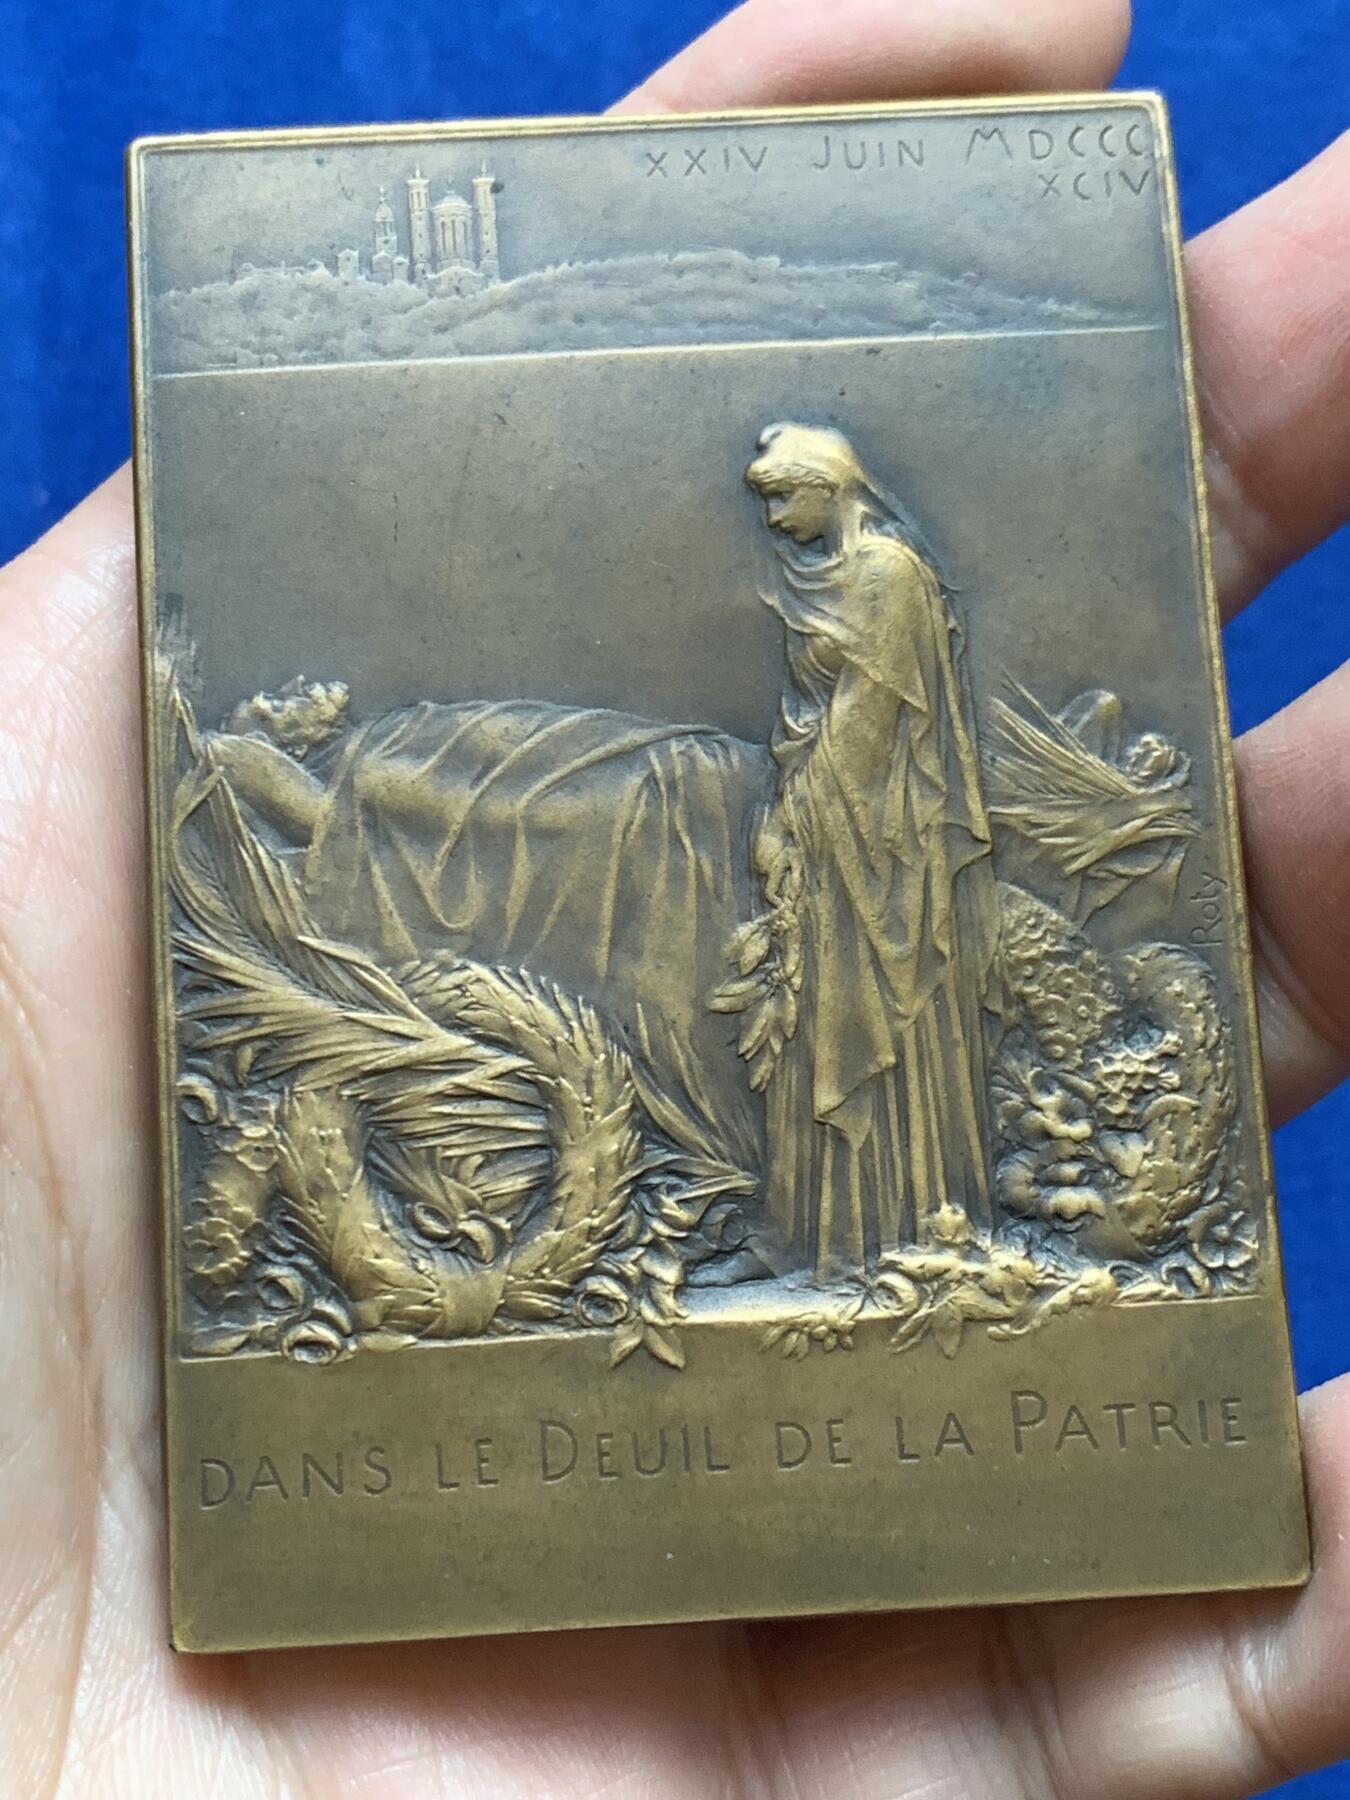 XXIV JUIN MDCCC
XCIV
Roty
DANS LE DEUIL DE LA PATRIE